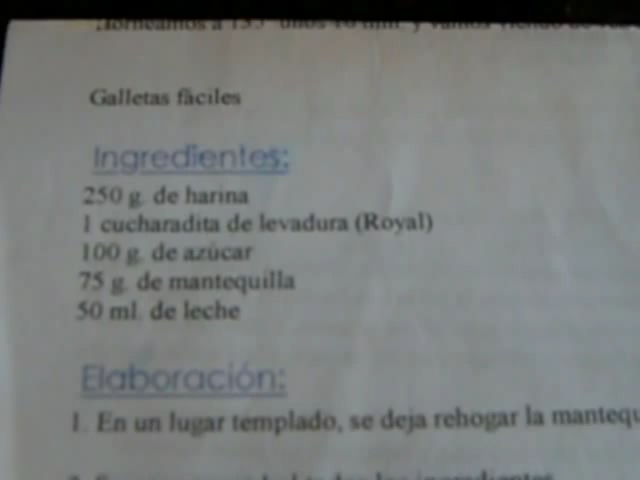 Galletas fáciles
Ingredientes:
250 g. de harina
1 cucharadita de levadura (Royal)
100 g. de azúcar
75 g. de mantequilla
50 ml. de leche
Elaboración:
1. En un lugar templado, se deja rehogar la mantequ